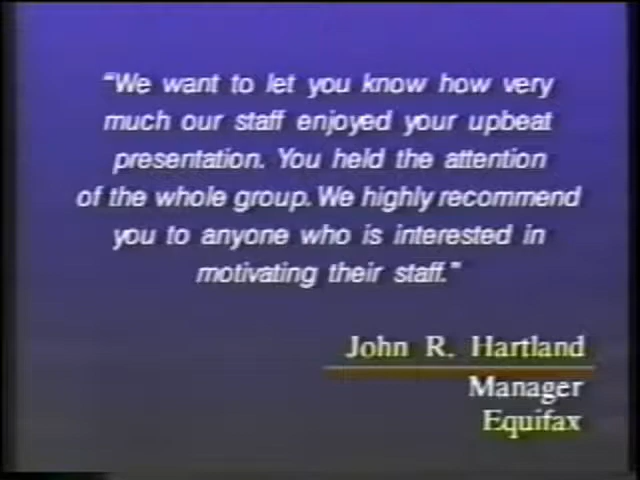 "We want to let you know how very
much our staff enjoyed your upbeat
presentation. You held the attention
of the whole group. We highly recommend
you to anyone who is interested in
motivating their staff."
John R. Hartland
Manager
Equifax